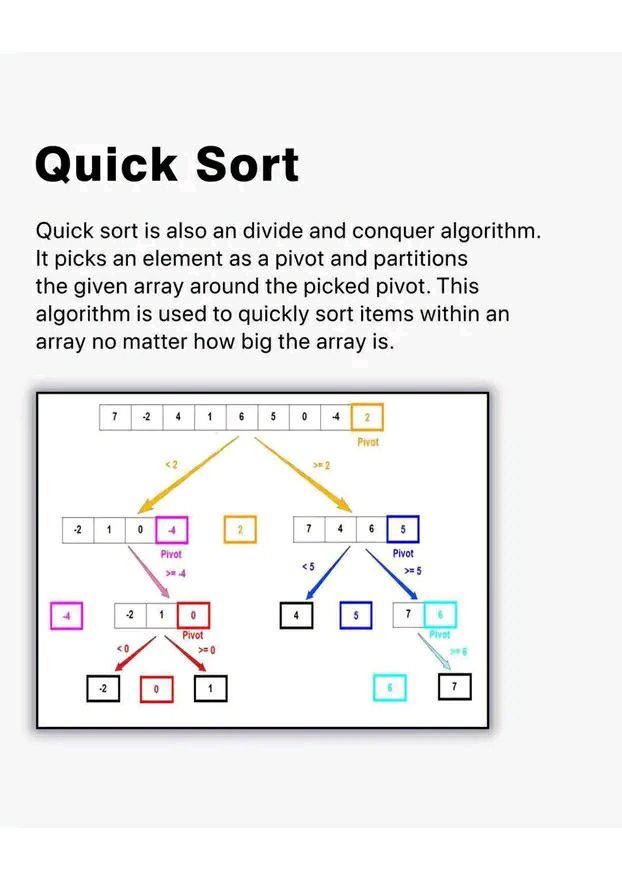 Quick Sort
Quick sort is also an divide and conquer algorithm.
It picks an element as a pivot and partitions
the given array around the picked pivot. This
algorithm is used to quickly sort items within an
array no matter how big the array is.
7 -2 4 1 6 5 0 -4 2
Pivot
<2 >=2
-2 1 0 -4 2 7 4 6 5
Pivot Pivot
>=-4 <5 >=5
-4 -2 1 0 4 5 7 6
Pivot Pivot
<0 >=0 >=6
-2 0 1 6 7